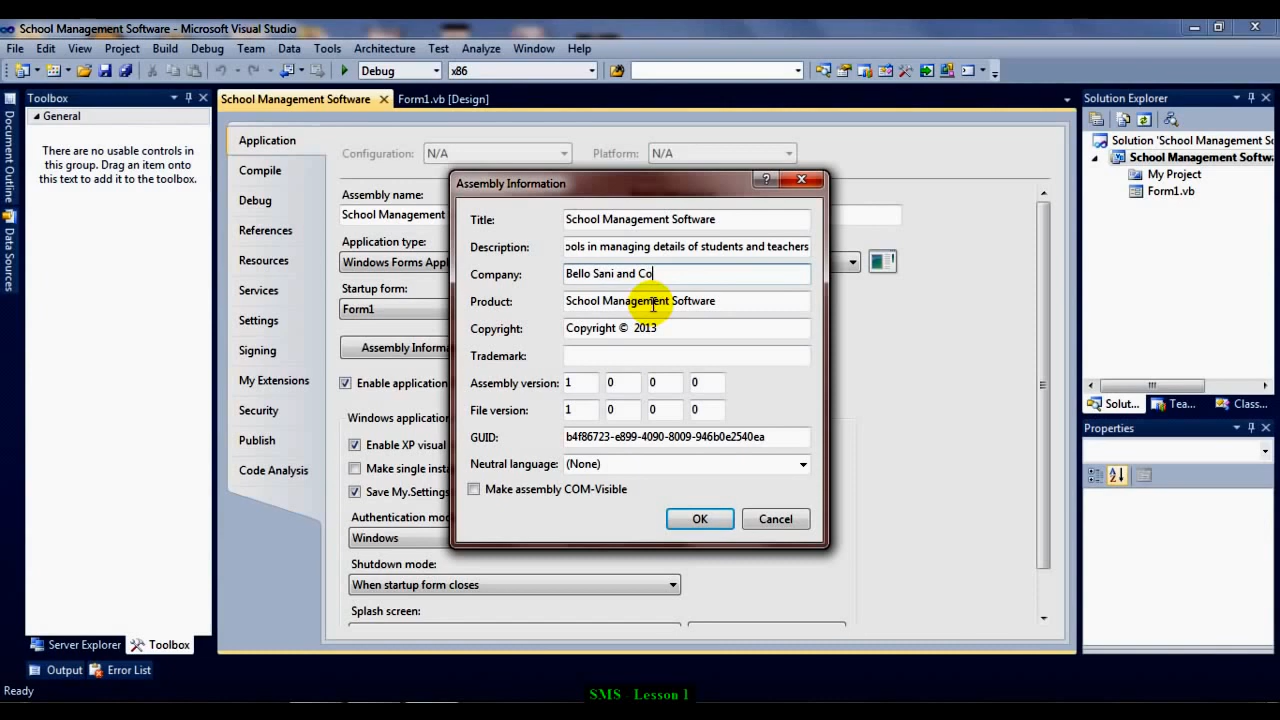 School Management Software - Microsoft Visual Studio
File Edit View Project Build Debug Team Data Tools Architecture Test Analyze Window Help
Debug x86
Toolbox
School Management Software Form1.vb [Design]
Solution Explorer
General
There are no usable controls in this group. Drag an item onto this text to add it to the toolbox.
Document Outline
Data Sources
Application
Compile
Debug
References
Resources
Services
Settings
Signing
My Extensions
Security
Publish
Code Analysis
Configuration: N/A Platform: N/A
Assembly name:
School Management
Application type:
Windows Forms Appl
Startup form:
Form1
Assembly Informa
Enable application
Windows application
Enable XP visual
Make single insta
Save My.Settings
Authentication mod
Windows
Shutdown mode:
When startup form closes
Splash screen:
Assembly Information
Title: School Management Software
Description: ools in managing details of students and teachers
Company: Bello Sani and Co
Product: School Management Software
Copyright: Copyright © 2013
Trademark:
Assembly version: 1 0 0 0
File version: 1 0 0 0
GUID: b4f86723-e899-4090-8009-946b0e2540ea
Neutral language: (None)
Make assembly COM-Visible
OK Cancel
Solution 'School Management So
School Management Softwa
My Project
Form1.vb
Solut... Tea... Class...
Properties
Server Explorer Toolbox
Output Error List
Ready
SMS - Lesson 1